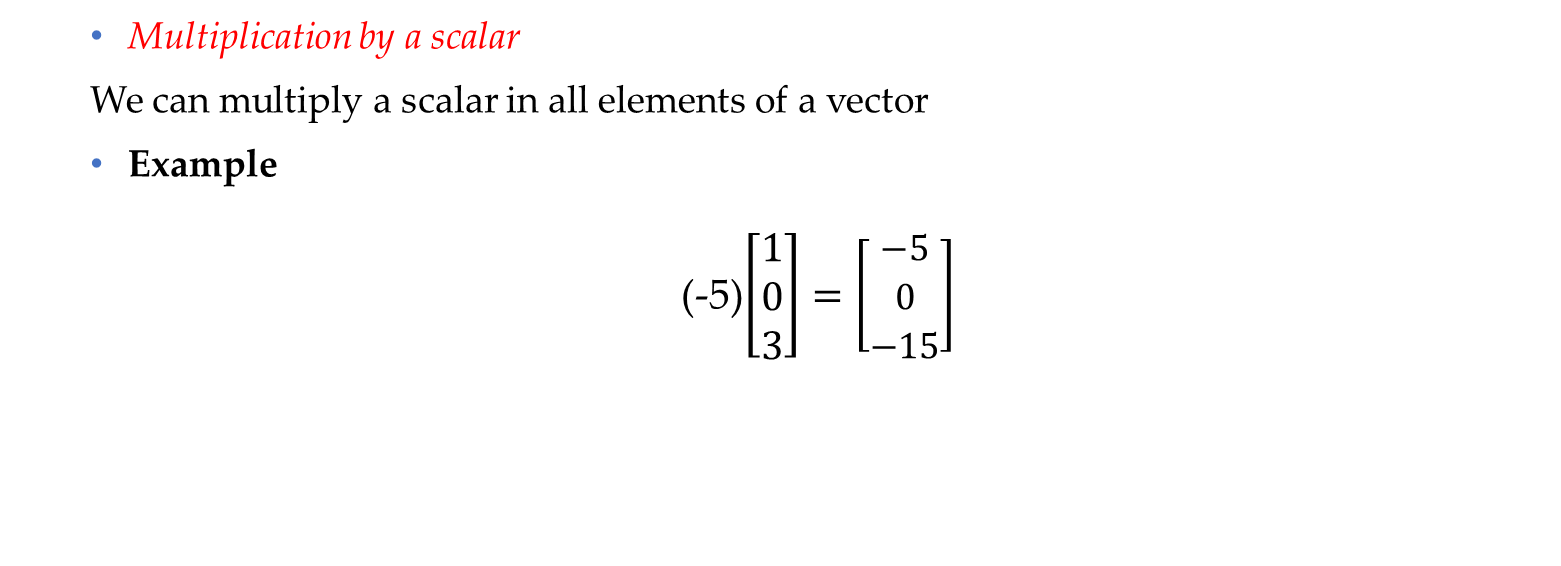 • Multiplication by a scalar
We can multiply a scalar in all elements of a vector
• Example
(-5)[1 0 3] = [−5 0 −15]